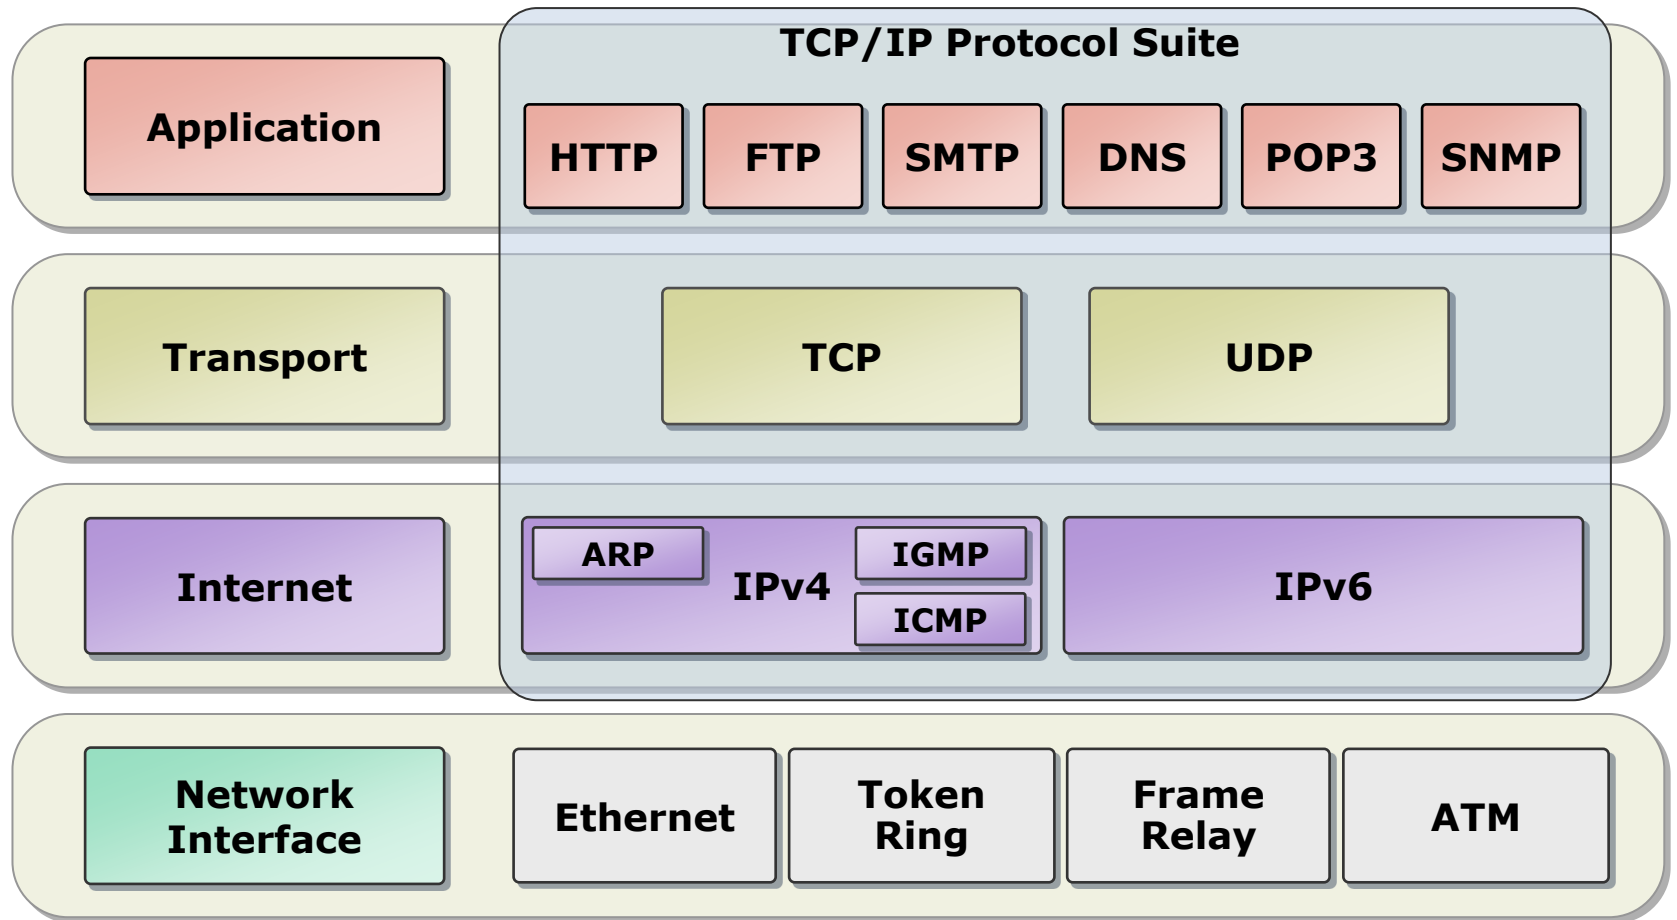 TCP/IP Protocol Suite
Application
HTTP
FTP
SMTP
DNS
POP3
SNMP
Transport
TCP
UDP
Internet
ARP
IPv4
IGMP
ICMP
IPv6
Network
Interface
Ethernet
Token
Ring
Frame
Relay
ATM